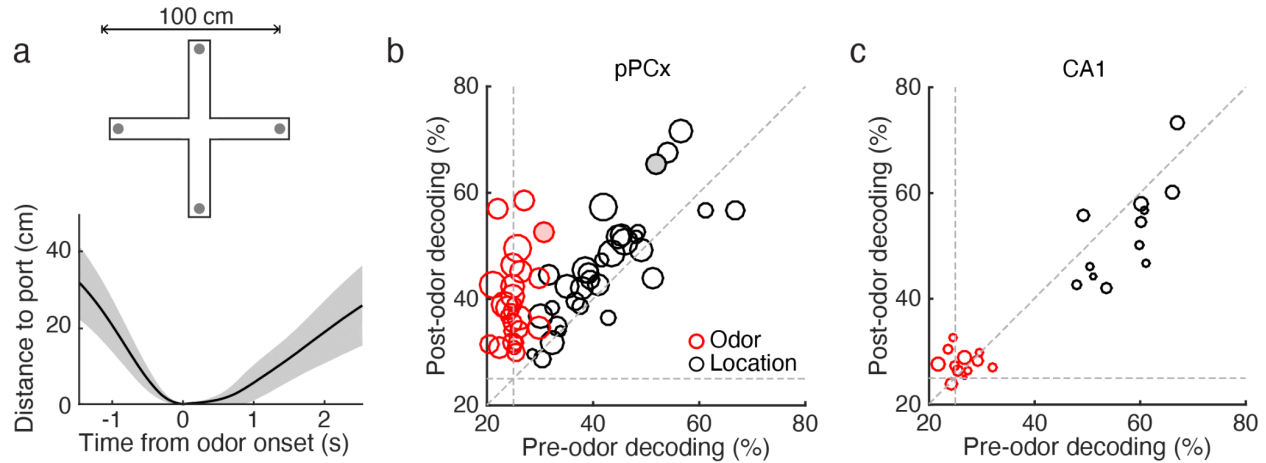 a
100 cm
Distance to port (cm)
40
20
0
-1
0
1
2
Time from odor onset (s)
b
pPCx
Post-odor decoding (%)
80
60
40
20
Odor
Location
20
40
60
80
Pre-odor decoding (%)
c
CA1
Post-odor decoding (%)
80
60
40
20
20
40
60
80
Pre-odor decoding (%)